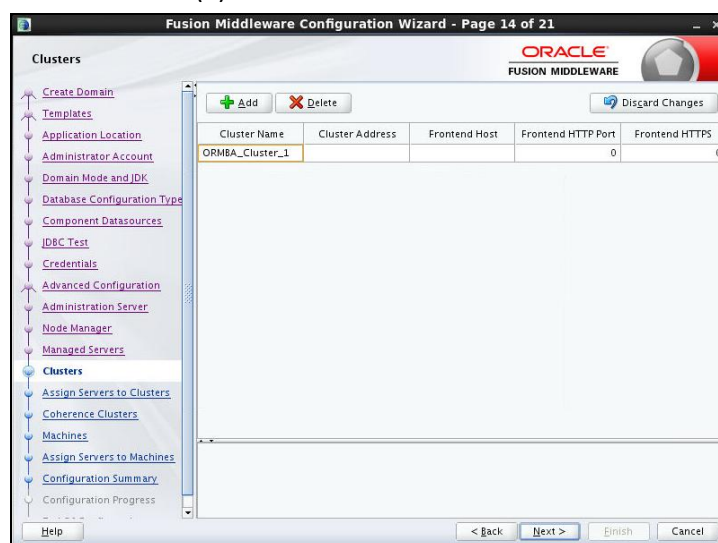 Fusion Middleware Configuration Wizard - Page 14 of 21
Clusters
ORACLE
FUSION MIDDLEWARE
Create Domain
Templates
Application Location
Administrator Account
Domain Mode and JDK
Database Configuration Type
Component Datasources
JDBC Test
Credentials
Advanced Configuration
Administration Server
Node Manager
Managed Servers
Clusters
Assign Servers to Clusters
Coherence Clusters
Machines
Assign Servers to Machines
Configuration Summary
Configuration Progress
Add Delete Discard Changes
Cluster Name Cluster Address Frontend Host Frontend HTTP Port Frontend HTTPS
ORMBA_Cluster_1 0
Help < Back Next > Finish Cancel